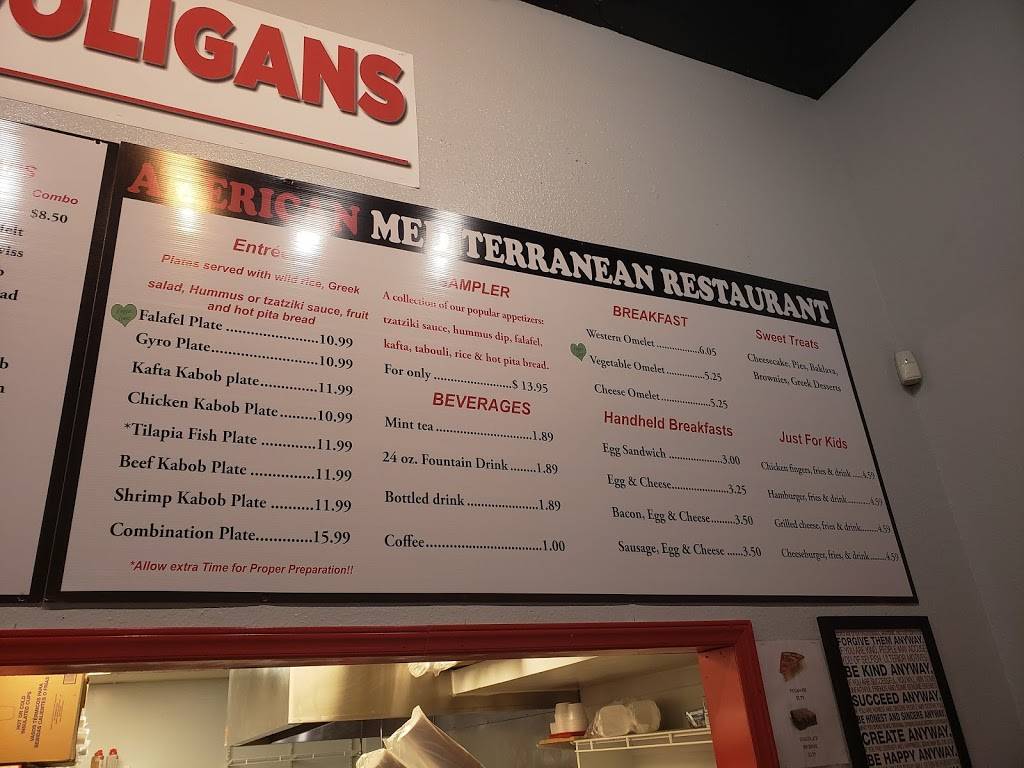 OLIGANS
Combo
$8.50
AMERICAN MEDITERRANEAN RESTAURANT
Plates served with wild rice, Greek
salad, Hummus or tzatziki sauce, fruit
and hot pita bread
Falafel Plate ......................10.99
Gyro Plate...........................10.99
Kafta Kabob plate...............11.99
Chicken Kabob Plate.........10.99
*Tilapia Fish Plate ..............11.99
Beef Kabob Plate ................11.99
Shrimp Kabob Plate ..........11.99
Combination Plate.............15.99
*Allow extra Time for Proper Preparation!!
SAMPLER
A collection of our popular appetizers:
tzatziki sauce, hummus dip, falafel,
kafta, tabouli, rice & hot pita bread.
For only ........................$ 13.95
BEVERAGES
Mint tea ..............................1.89
24 oz. Fountain Drink ........1.89
Bottled drink ......................1.89
Coffee...................................1.00
BREAKFAST
Western Omelet .................6.05
Vegetable Omelet...............5.25
Cheese Omelet...................5.25
Handheld Breakfasts
Egg Sandwich ....................3.00
Egg & Cheese.....................3.25
Bacon, Egg & Cheese.........3.50
Sausage, Egg & Cheese ......3.50
Sweet Treats
Cheesecake, Pies, Baklava,
Brownies, Greek Desserts
Just For Kids
Chicken fingers, fries & drink .....4.59
Hamburger, fries & drink..........4.59
Grilled cheese, fries & drink........4.59
Cheeseburger, fries, & drink.......4.59
HOT OR COLD
INSULATED CUPS
FORGIVE THEM ANYWAY.
BE KIND ANYWAY.
SUCCEED ANYWAY.
BE HONEST AND SINCERE ANYWAY.
CREATE ANYWAY.
BE HAPPY ANYWAY.